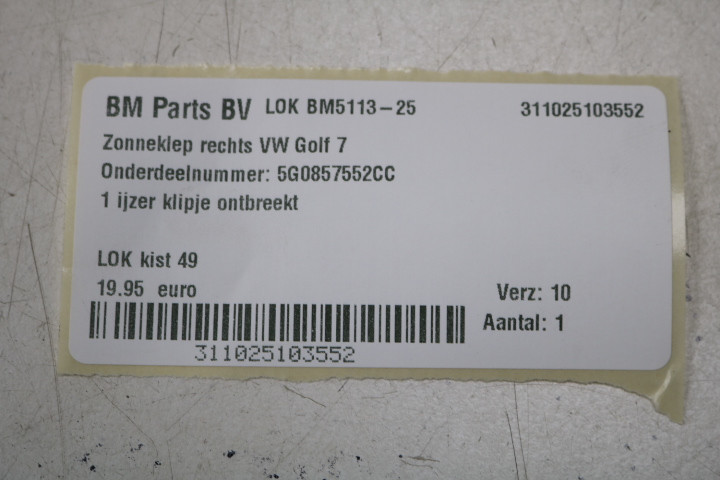 BM Parts BV LOK BM5113-25 311025103552
Zonneklep rechts VW Golf 7
Onderdeelnummer: 5G0857552CC
1 ijzer klipje ontbreekt
LOK kist 49
19.95 euro Verz: 10
Aantal: 1
311025103552